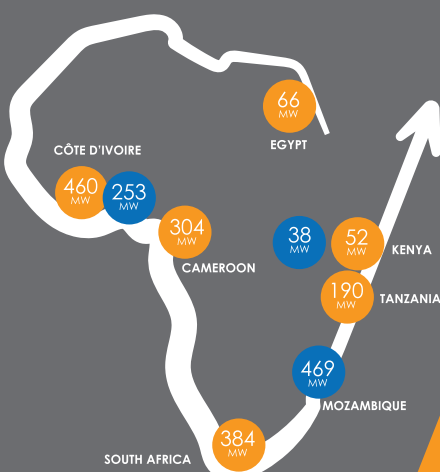 66
MW
EGYPT
CÔTE D'IVOIRE
460
MW
253
MW
304
MW
CAMEROON
38
MW
52
MW
KENYA
190
MW
TANZANIA
469
MW
MOZAMBIQUE
384
MW
SOUTH AFRICA